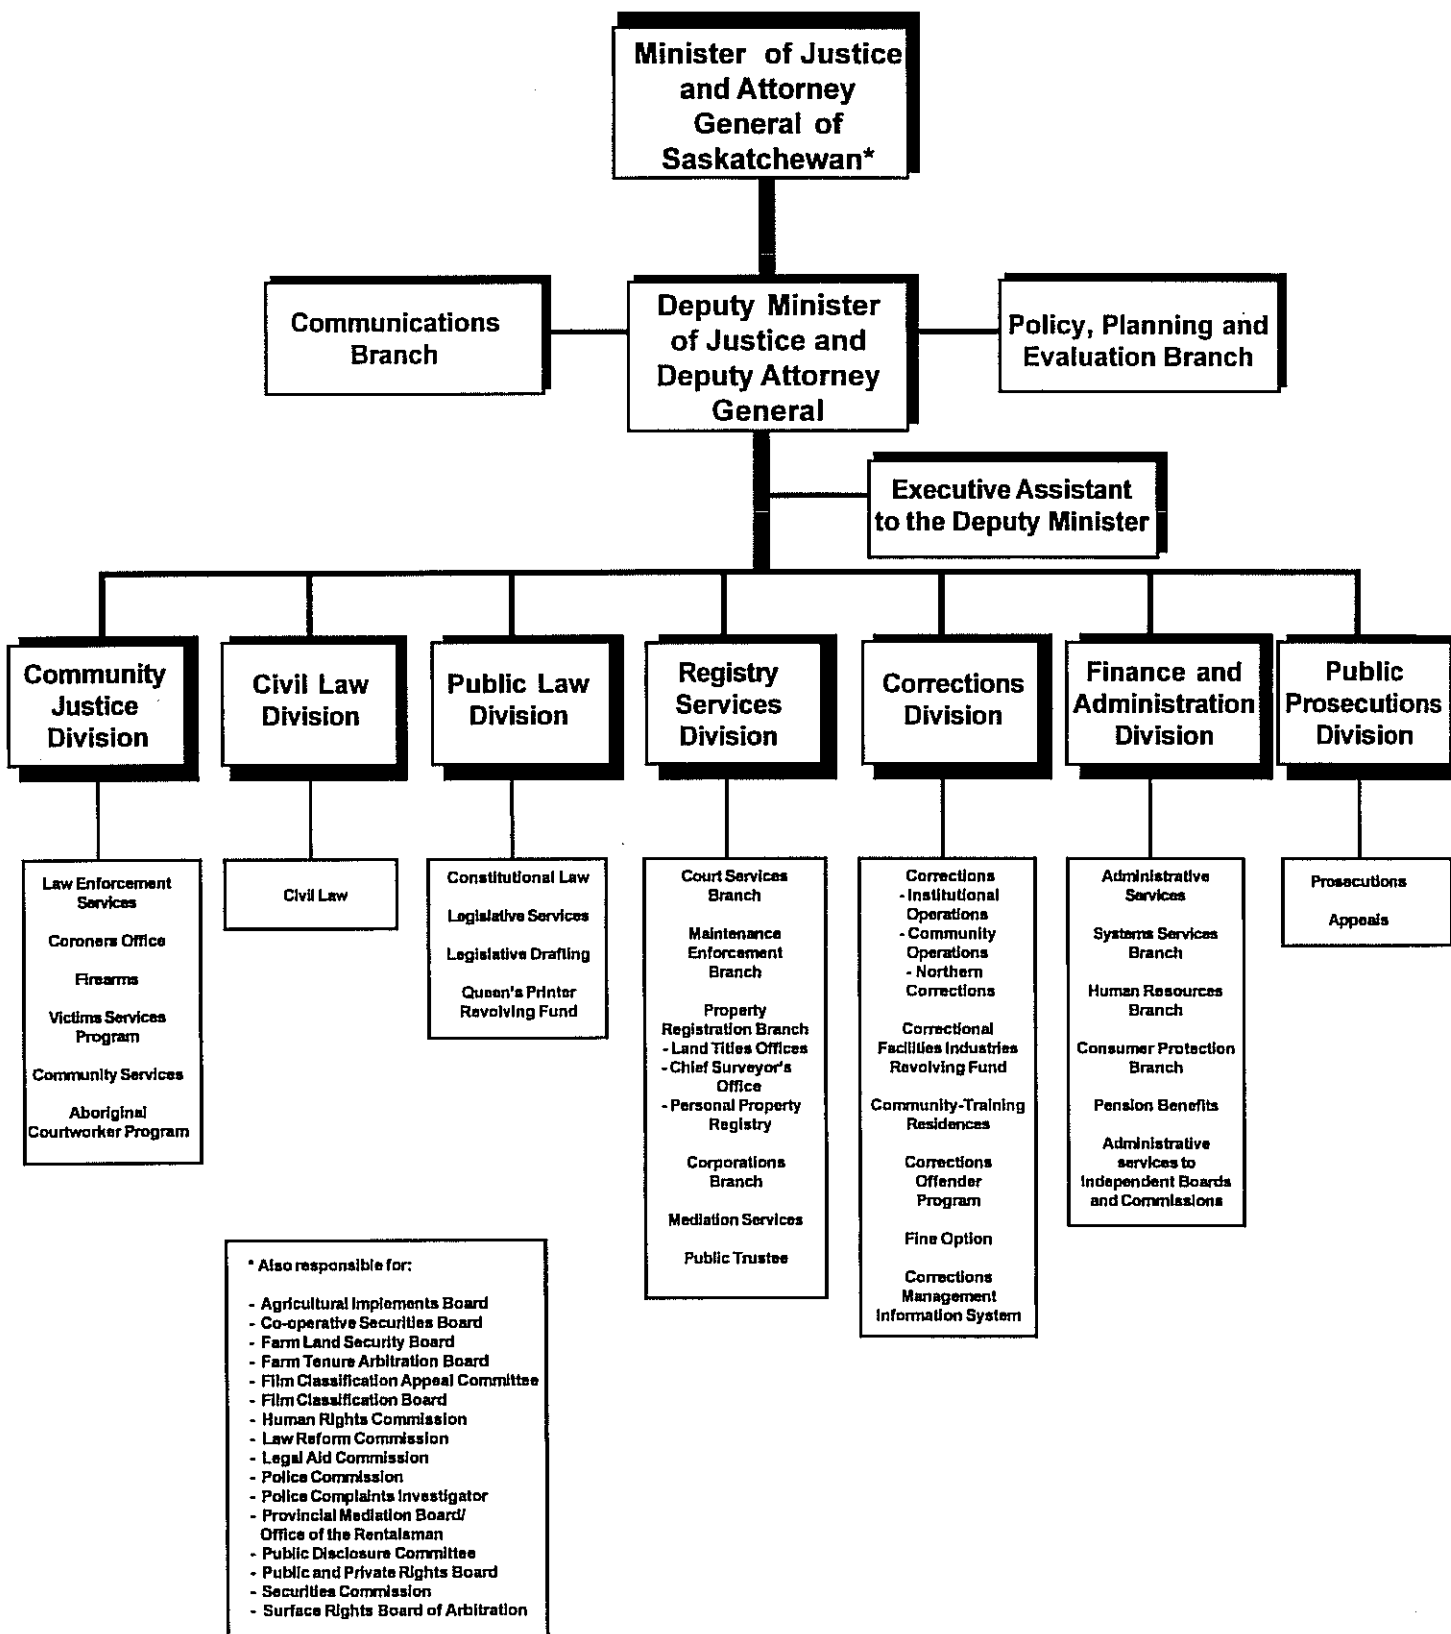 Minister of Justice
and Attorney
General of
Saskatchewan*
Communications
Branch
Deputy Minister
of Justice and
Deputy Attorney
General
Policy, Planning and
Evaluation Branch
Executive Assistant
to the Deputy Minister
Community
Justice
Division
Civil Law
Division
Public Law
Division
Registry
Services
Division
Corrections
Division
Finance and
Administration
Division
Public
Prosecutions
Division
Law Enforcement
Services
Coroners Office
Firearms
Victims Services
Program
Community Services
Aboriginal
Courtworker Program
Civil Law
Constitutional Law
Legislative Services
Legislative Drafting
Queen's Printer
Revolving Fund
Court Services
Branch
Maintenance
Enforcement
Branch
Property
Registration Branch
- Land Titles Offices
- Chief Surveyor's
Office
- Personal Property
Registry
Corporations
Branch
Mediation Services
Public Trustee
Corrections
- Institutional
Operations
- Community
Operations
- Northern
Corrections
Correctional
Facilities Industries
Revolving Fund
Community-Training
Residences
Corrections
Offender
Program
Fine Option
Corrections
Management
Information System
Administrative
Services
Systems Services
Branch
Human Resources
Branch
Consumer Protection
Branch
Pension Benefits
Administrative
services to
Independent Boards
and Commissions
Prosecutions
Appeals
* Also responsible for:
- Agricultural Implements Board
- Co-operative Securities Board
- Farm Land Security Board
- Farm Tenure Arbitration Board
- Film Classification Appeal Committee
- Film Classification Board
- Human Rights Commission
- Law Reform Commission
- Legal Aid Commission
- Police Commission
- Police Complaints Investigator
- Provincial Mediation Board/
Office of the Rentalsman
- Public Disclosure Committee
- Public and Private Rights Board
- Securities Commission
- Surface Rights Board of Arbitration